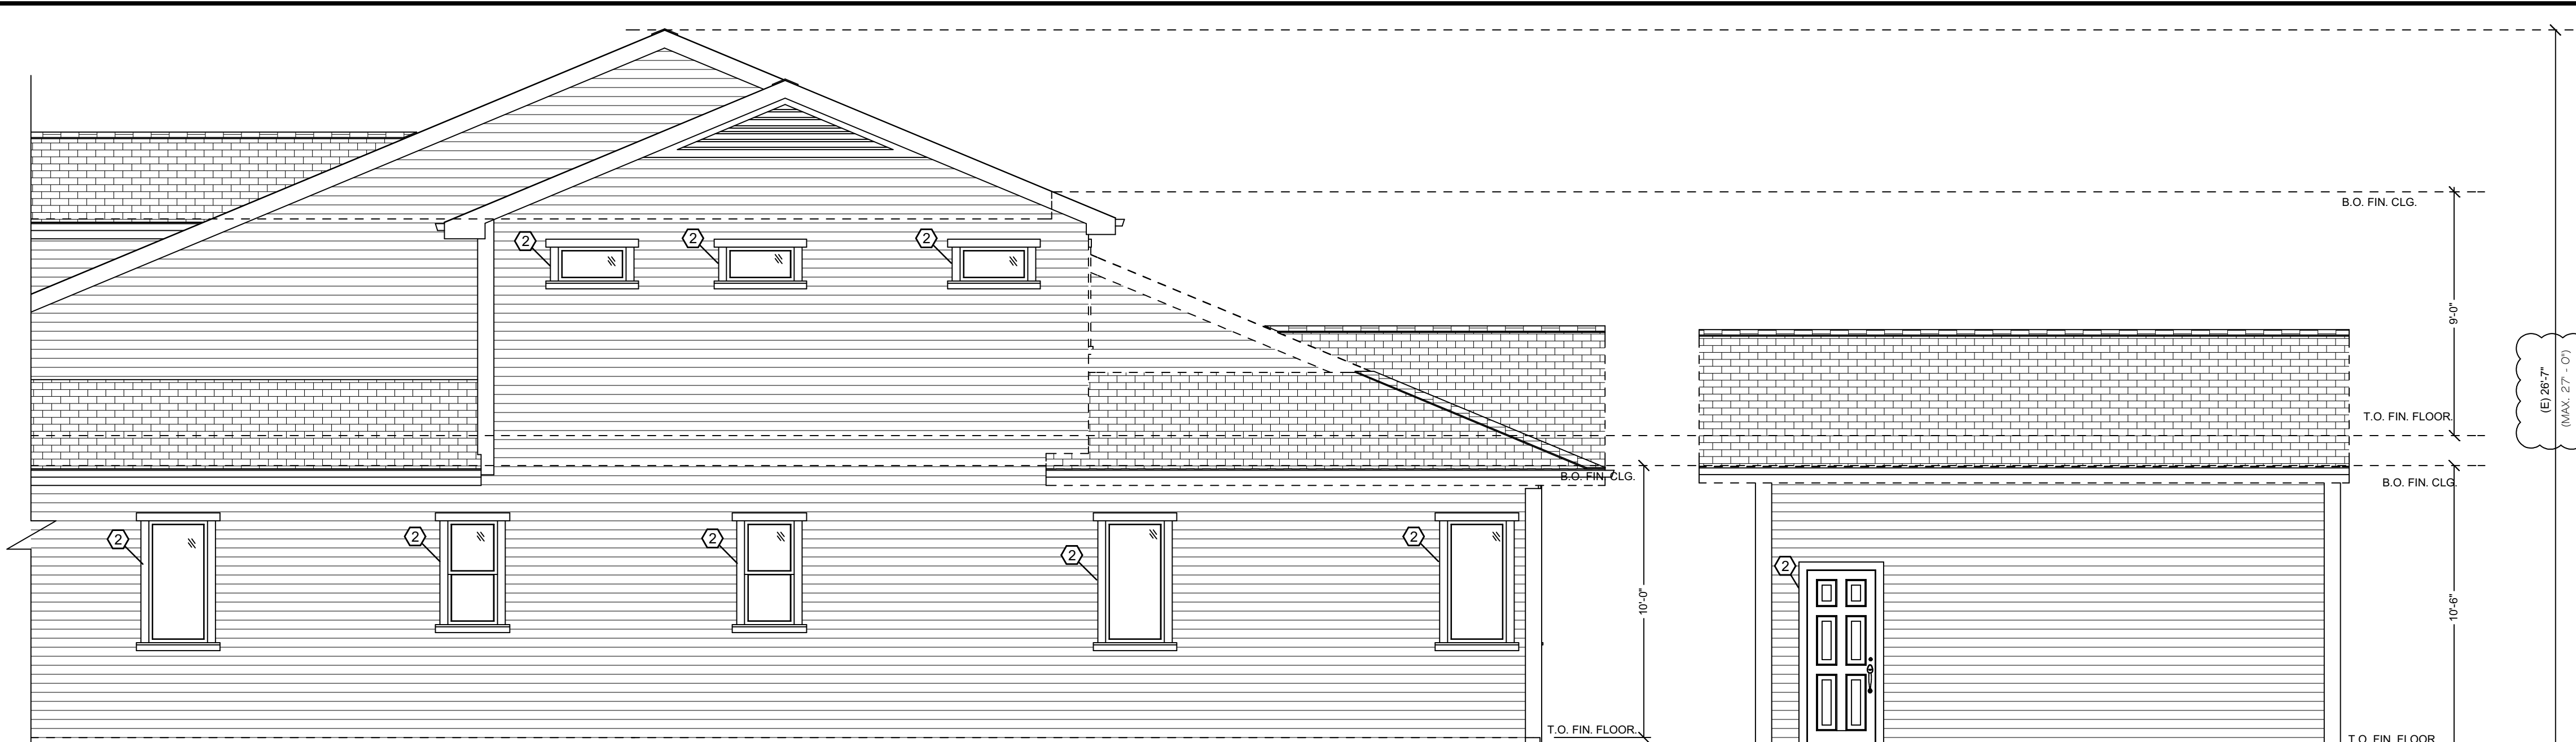 B.O. FIN. CLG.
2
2
2
9'-0"
(E) 26'-7"
(MAX. 27' - 0")
T.O. FIN. FLOOR.
B.O. FIN. CLG.
B.O. FIN. CLG.
2
2
2
2
2
2
10'-0"
10'-6"
T.O. FIN. FLOOR.
T.O. FIN. FLOOR